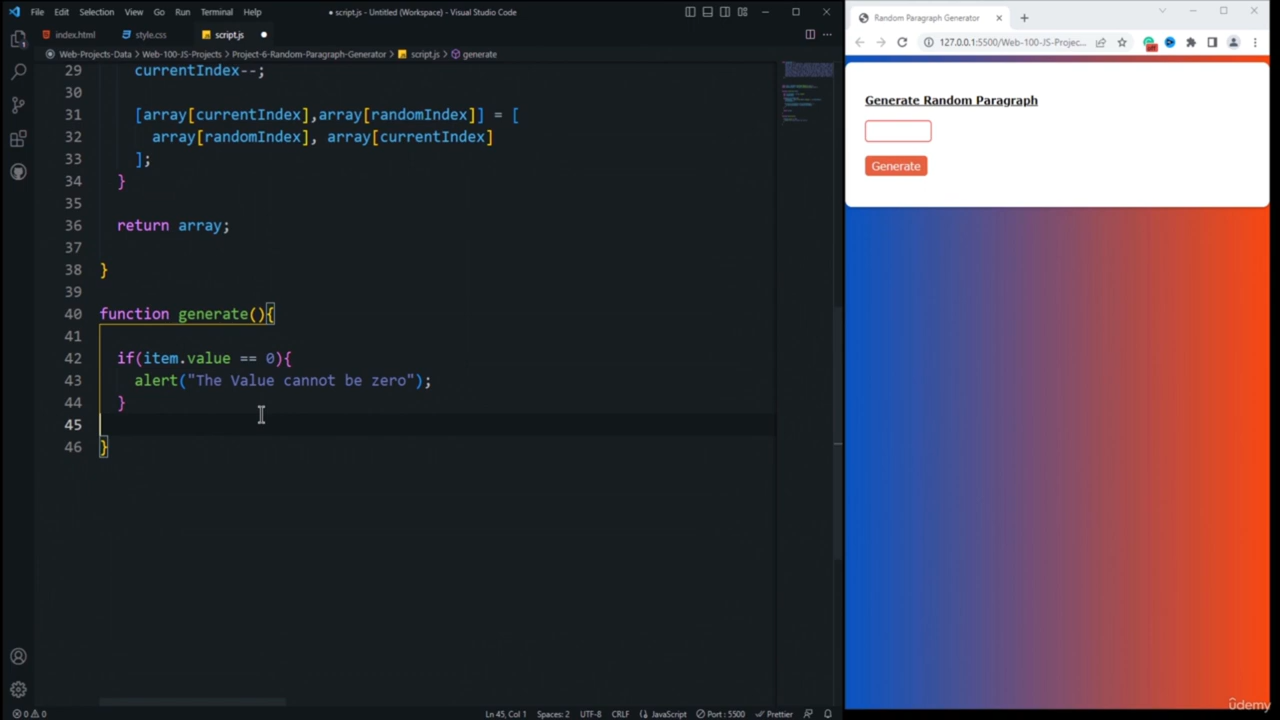 File Edit Selection View Go Run Terminal Help
● script.js - Untitled (Workspace) - Visual Studio Code
index.html
style.css
script.js
Web-Projects-Data > Web-100-JS-Projects > Project-6-Random-Paragraph-Generator > script.js > generate
29 currentIndex--;
30
31 [array[currentIndex],array[randomIndex]] = [
32 array[randomIndex], array[currentIndex]
33 ];
34 }
35
36 return array;
37
38 }
39
40 function generate(){
41
42 if(item.value == 0){
43 alert("The Value cannot be zero");
44 }
45
46 }
0 0
Ln 45, Col 1
Spaces: 2
UTF-8
CRLF
JavaScript
Port : 5500
Prettier
Random Paragraph Generator
127.0.0.1:5500/Web-100-JS-Projec...
Generate Random Paragraph
Generate
udemy